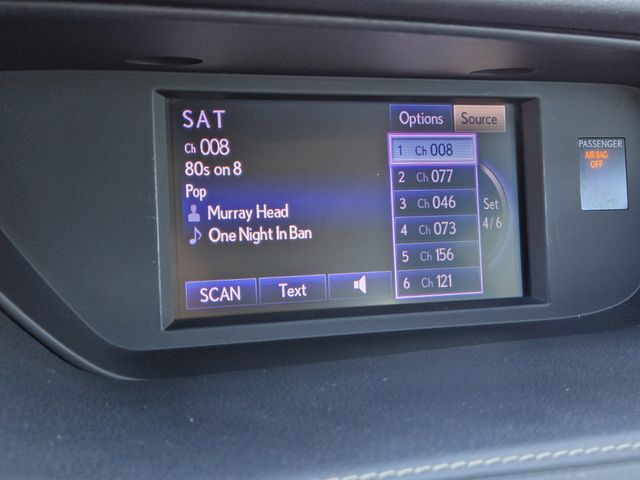 SAT
Options
Source
Ch 008
80s on 8
Pop
Murray Head
One Night In Ban
1 Ch 008
2 Ch 077
3 Ch 046
4 Ch 073
5 Ch 156
6 Ch 121
Set
4/6
SCAN
Text
PASSENGER
AIRBAG
OFF